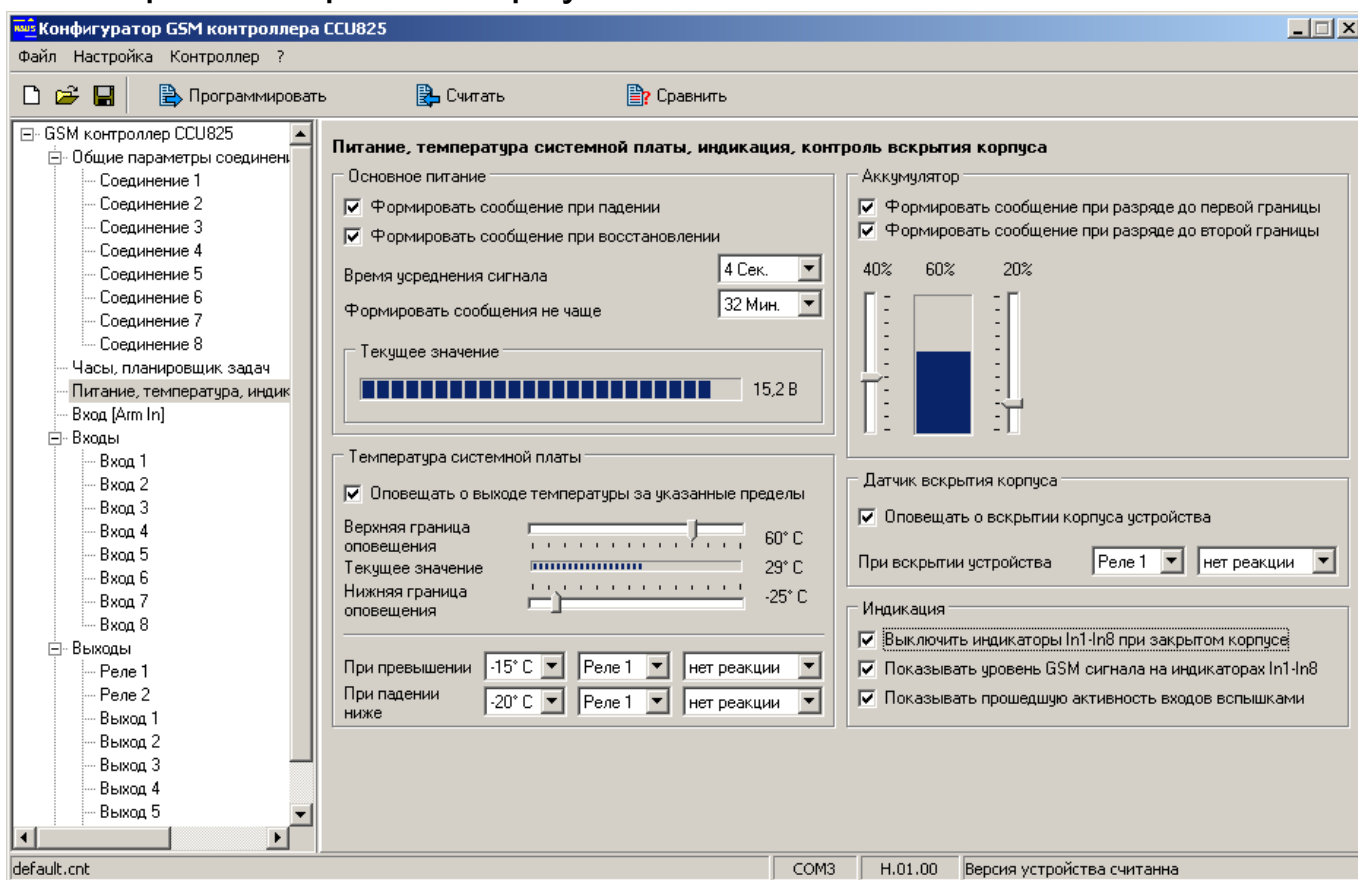 Конфигуратор GSM контроллера CCU825
Файл Настройка Контроллер ?
Программировать Считать Сравнить
GSM контроллер CCU825
Общие параметры соединени
Соединение 1
Соединение 2
Соединение 3
Соединение 4
Соединение 5
Соединение 6
Соединение 7
Соединение 8
Часы, планировщик задач
Питание, температура, индик
Вход [Arm In]
Входы
Вход 1
Вход 2
Вход 3
Вход 4
Вход 5
Вход 6
Вход 7
Вход 8
Выходы
Реле 1
Реле 2
Выход 1
Выход 2
Выход 3
Выход 4
Выход 5
Питание, температура системной платы, индикация, контроль вскрытия корпуса
Основное питание
Формировать сообщение при падении
Формировать сообщение при восстановлении
Время усреднения сигнала 4 Сек.
Формировать сообщения не чаще 32 Мин.
Текущее значение
15,2 В
Температура системной платы
Оповещать о выходе температуры за указанные пределы
Верхняя граница
оповещения 60° C
Текущее значение 29° C
Нижняя граница
оповещения -25° C
При превышении -15° C Реле 1 нет реакции
При падении
ниже -20° C Реле 1 нет реакции
Аккумулятор
Формировать сообщение при разряде до первой границы
Формировать сообщение при разряде до второй границы
40% 60% 20%
Датчик вскрытия корпуса
Оповещать о вскрытии корпуса устройства
При вскрытии устройства Реле 1 нет реакции
Индикация
Выключить индикаторы In1-In8 при закрытом корпусе
Показывать уровень GSM сигнала на индикаторах In1-In8
Показывать прошедшую активность входов вспышками
default.cnt COM3 H.01.00 Версия устройства считанна